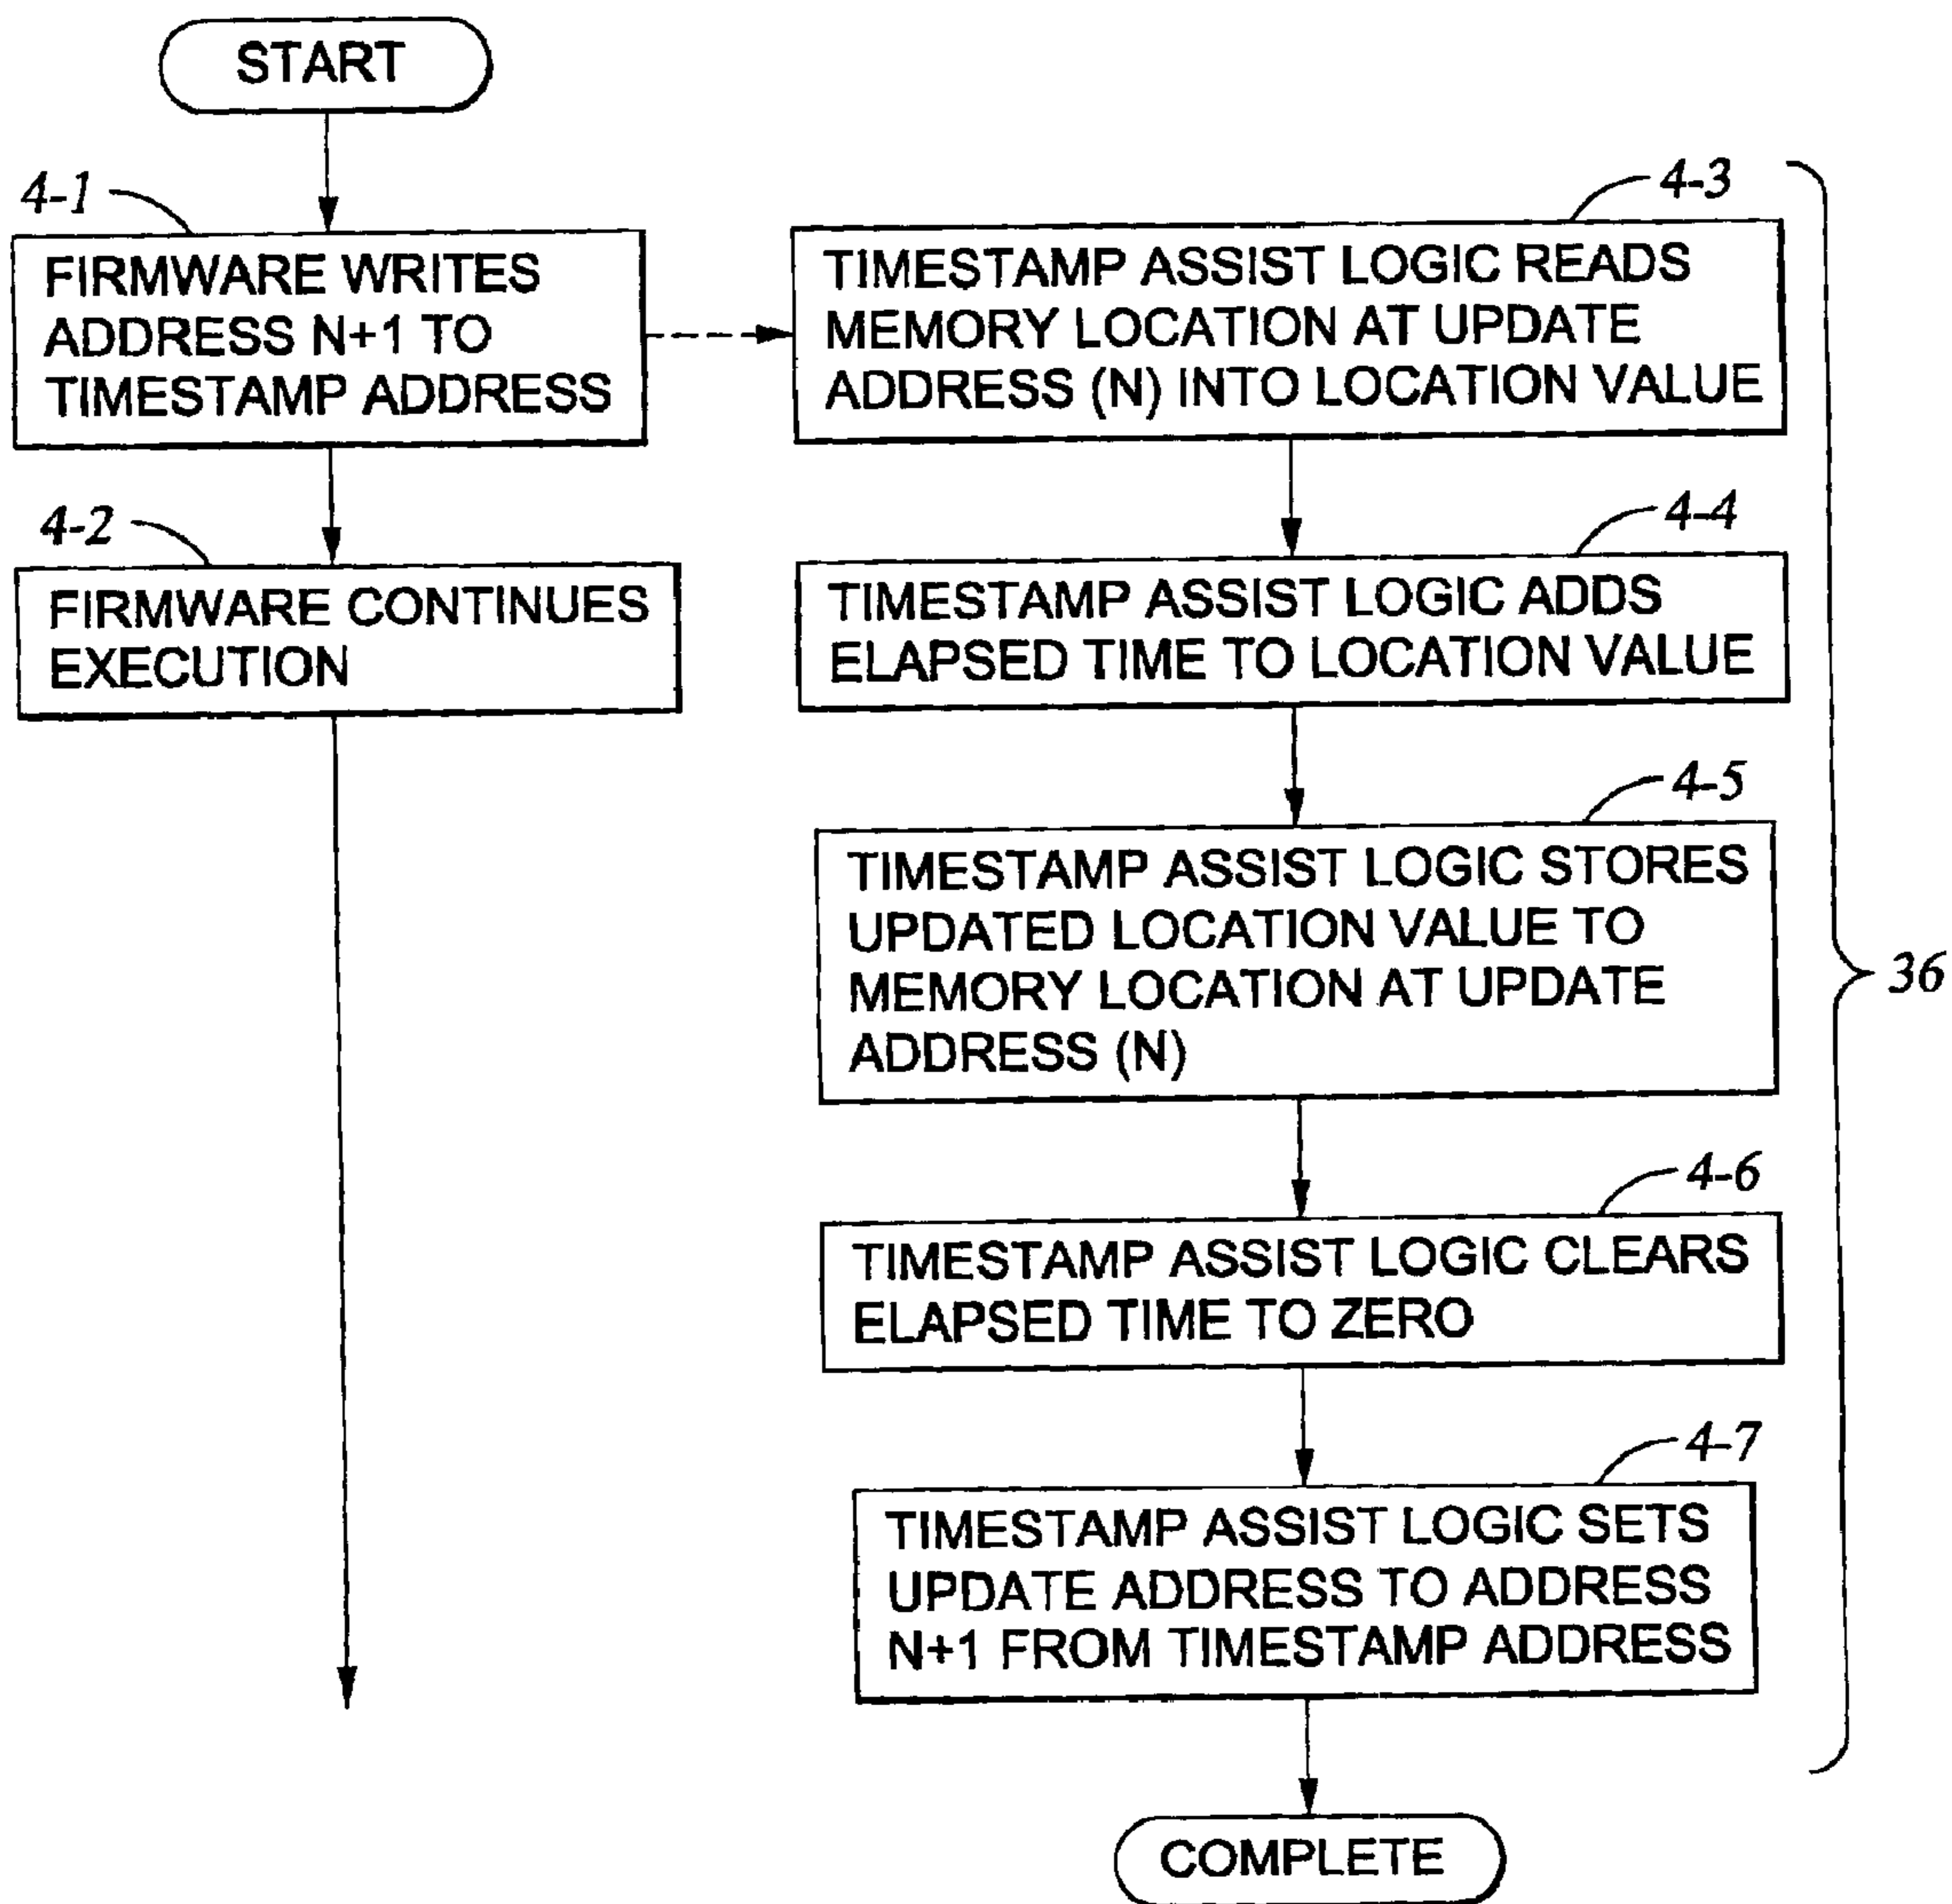 START
4-1
FIRMWARE WRITES
ADDRESS N+1 TO
TIMESTAMP ADDRESS
4-2
FIRMWARE CONTINUES
EXECUTION
4-3
TIMESTAMP ASSIST LOGIC READS
MEMORY LOCATION AT UPDATE
ADDRESS (N) INTO LOCATION VALUE
4-4
TIMESTAMP ASSIST LOGIC ADDS
ELAPSED TIME TO LOCATION VALUE
4-5
TIMESTAMP ASSIST LOGIC STORES
UPDATED LOCATION VALUE TO
MEMORY LOCATION AT UPDATE
ADDRESS (N)
36
4-6
TIMESTAMP ASSIST LOGIC CLEARS
ELAPSED TIME TO ZERO
4-7
TIMESTAMP ASSIST LOGIC SETS
UPDATE ADDRESS TO ADDRESS
N+1 FROM TIMESTAMP ADDRESS
COMPLETE